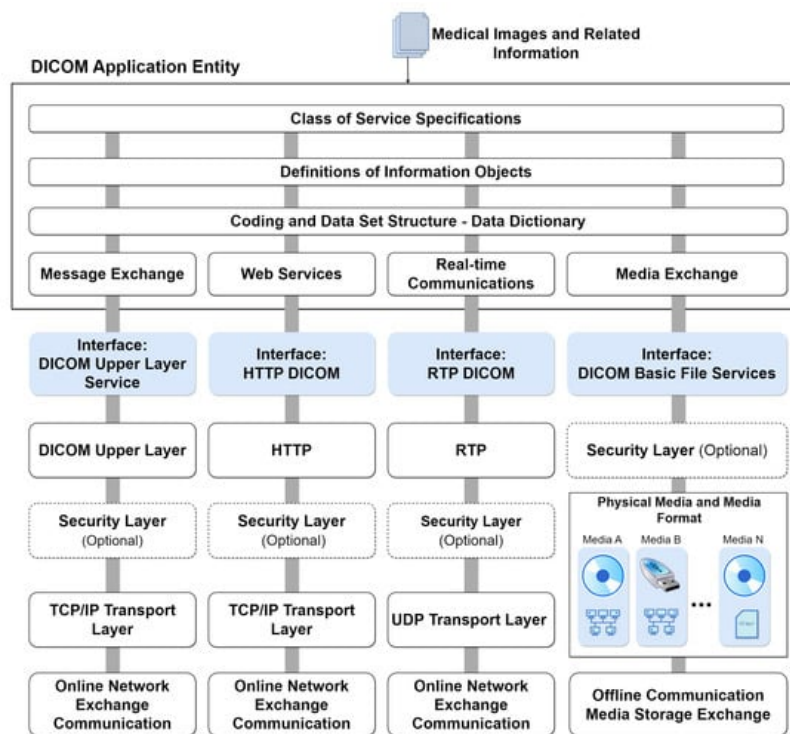 Medical Images and Related
Information
DICOM Application Entity
Class of Service Specifications
Definitions of Information Objects
Coding and Data Set Structure - Data Dictionary
Message Exchange
Web Services
Real-time
Communications
Media Exchange
Interface:
DICOM Upper Layer
Service
Interface:
HTTP DICOM
Interface:
RTP DICOM
Interface:
DICOM Basic File Services
DICOM Upper Layer
HTTP
RTP
Security Layer (Optional)
Security Layer
(Optional)
Security Layer
(Optional)
Security Layer
(Optional)
Physical Media and Media
Format
Media A
Media B
Media N
...
TCP/IP Transport
Layer
TCP/IP Transport
Layer
UDP Transport Layer
Online Network
Exchange
Communication
Online Network
Exchange
Communication
Online Network
Exchange
Communication
Offline Communication
Media Storage Exchange